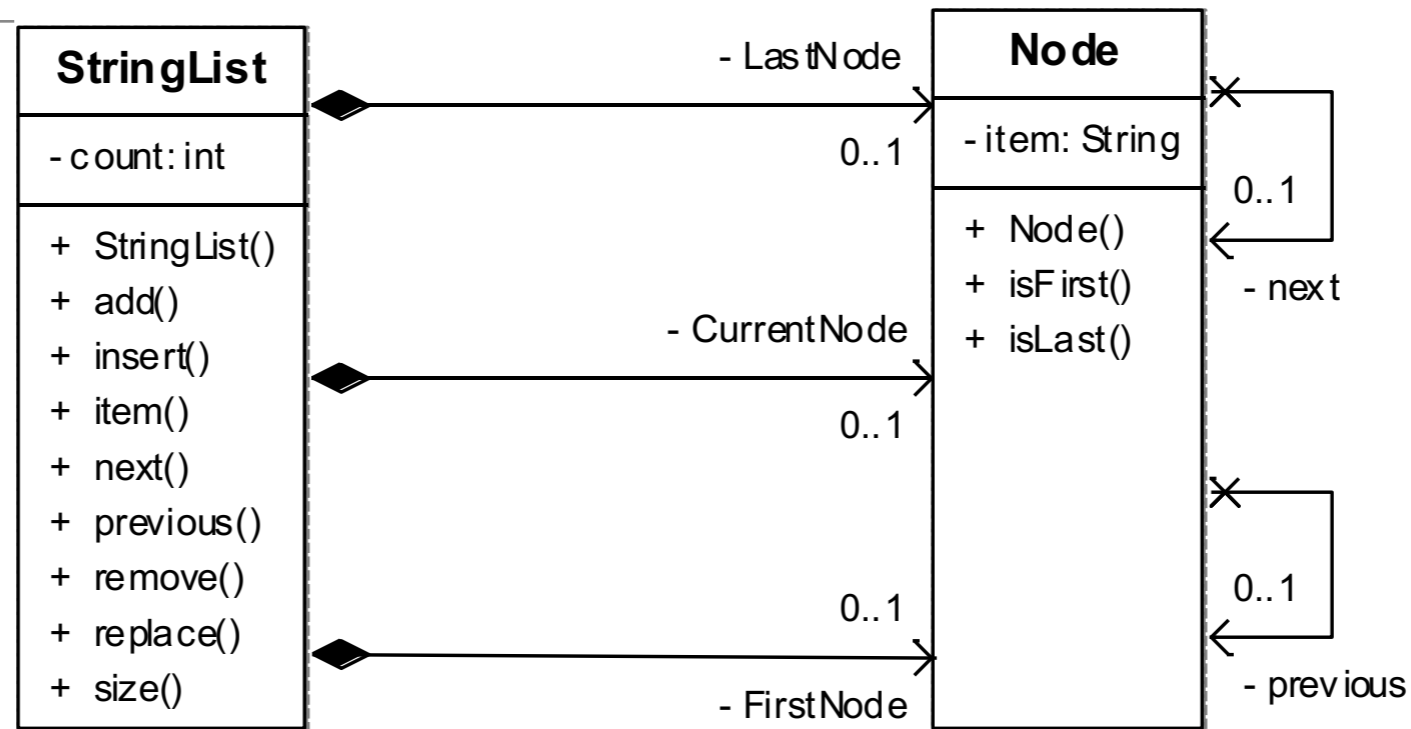 StringList
- count: int
+ StringList()
+ add()
+ insert()
+ item()
+ next()
+ previous()
+ remove()
+ replace()
+ size()
- LastNode
0..1
- CurrentNode
0..1
0..1
- FirstNode
Node
- item: String
+ Node()
+ isFirst()
+ isLast()
0..1
- next
0..1
- previous